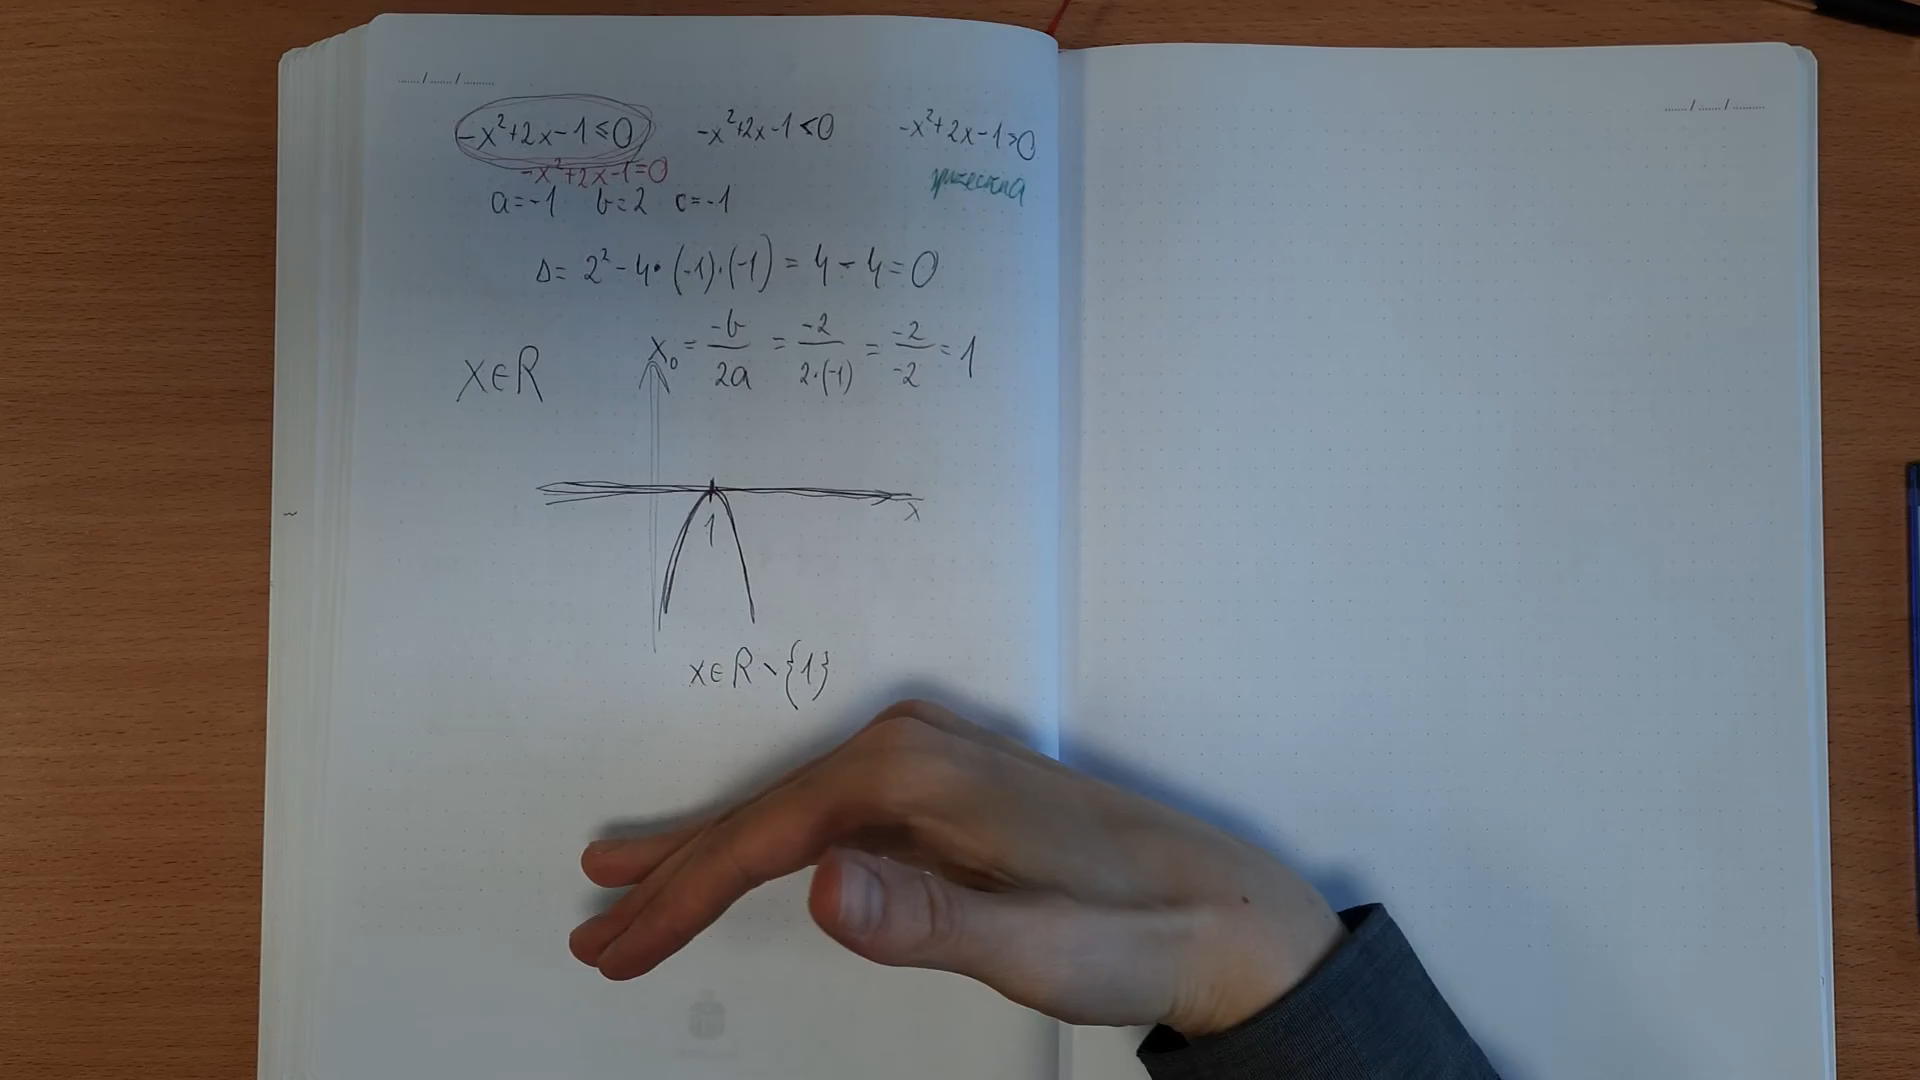 -x²+2x-1≤0 -x²+2x-1<0 -x²+2x-1>0
-x²+2x-1=0
a=-1 b=2 c=-1
Δ= 2²-4•(-1)·(-1)=4-4=0
x₀ = -b/2a = -2/2·(-1) = -2/-2 = 1
X∈R
1
x
x∈R∖{1}